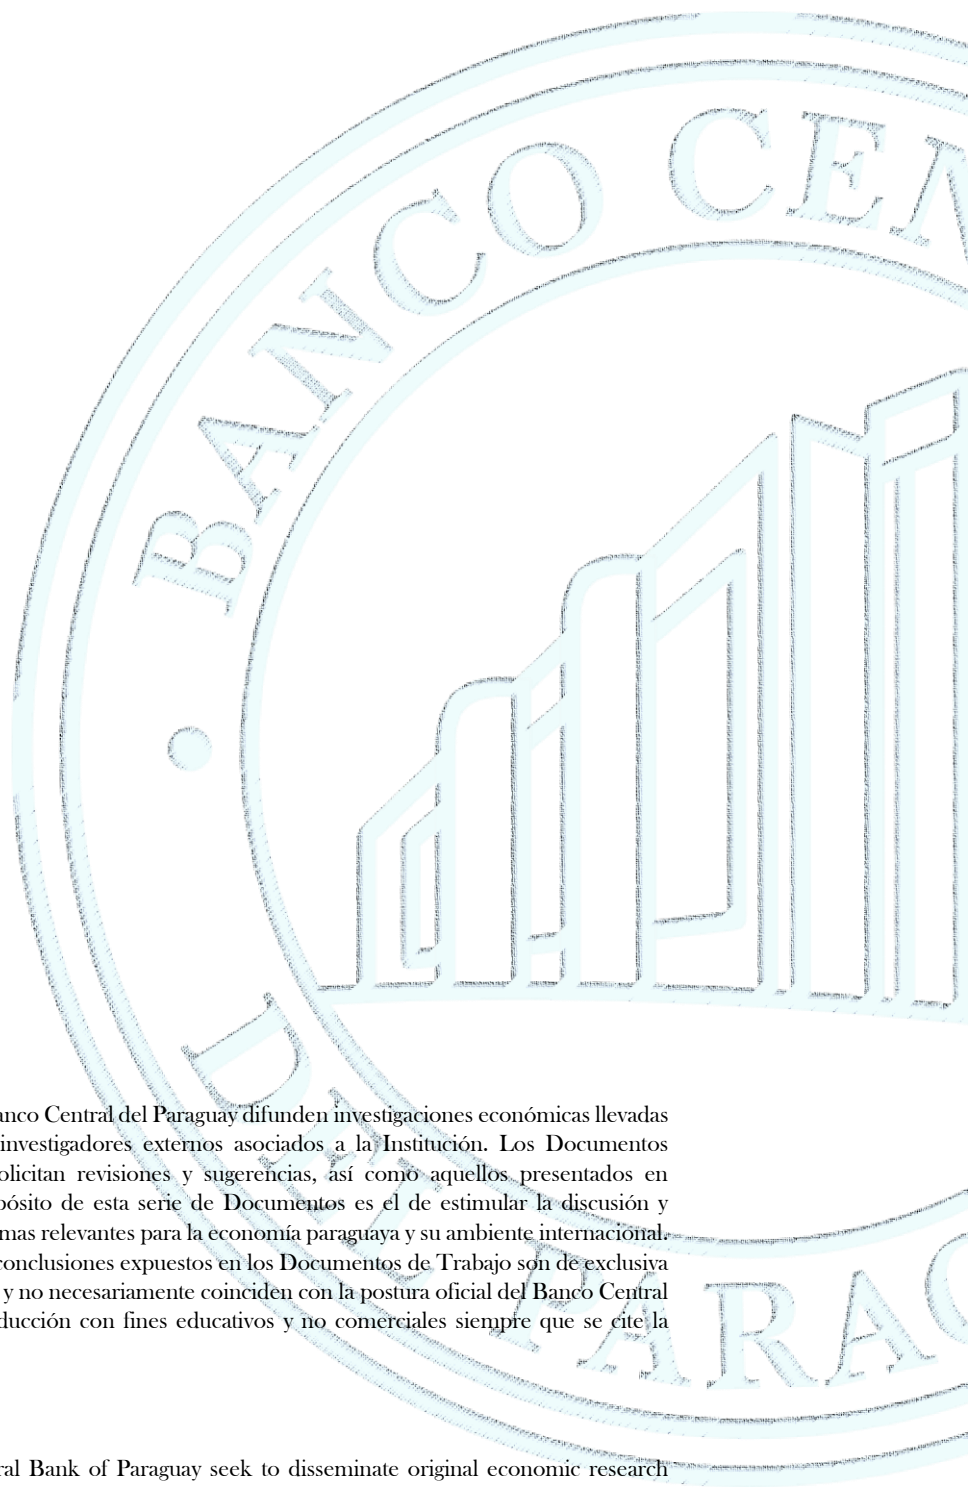 BANCO CEN
DEL PARAG
anco Central del Paraguay difunden investigaciones económicas llevadas
investigadores externos asociados a la Institución. Los Documentos
olicitan revisiones y sugerencias, así como aquellos presentados en
pósito de esta serie de Documentos es el de estimular la discusión y
mas relevantes para la economía paraguaya y su ambiente internacional.
conclusiones expuestos en los Documentos de Trabajo son de exclusiva
y no necesariamente coinciden con la postura oficial del Banco Central
ducción con fines educativos y no comerciales siempre que se cite la
ral Bank of Paraguay seek to disseminate original economic research